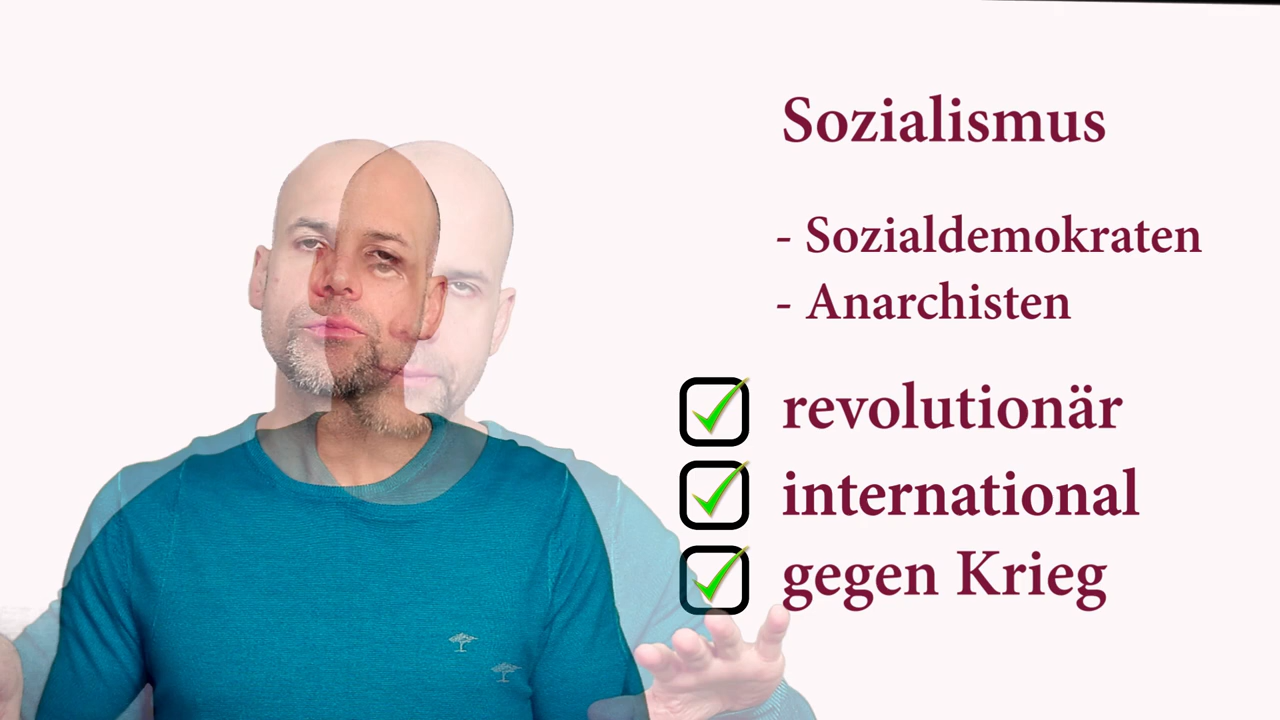 Sozialismus
- Sozialdemokraten
- Anarchisten
revolutionär
international
gegen Krieg